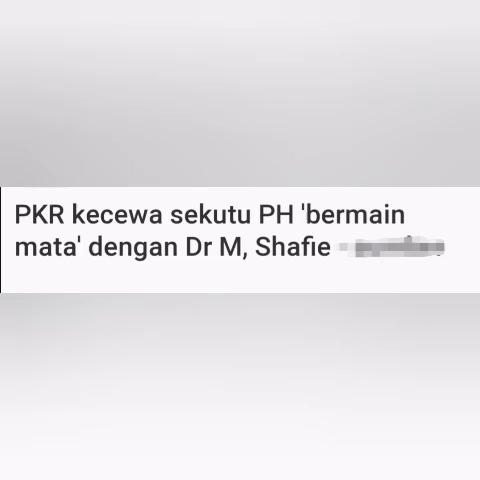 PKR kecewa sekutu PH 'bermain
mata' dengan Dr M, Shafie